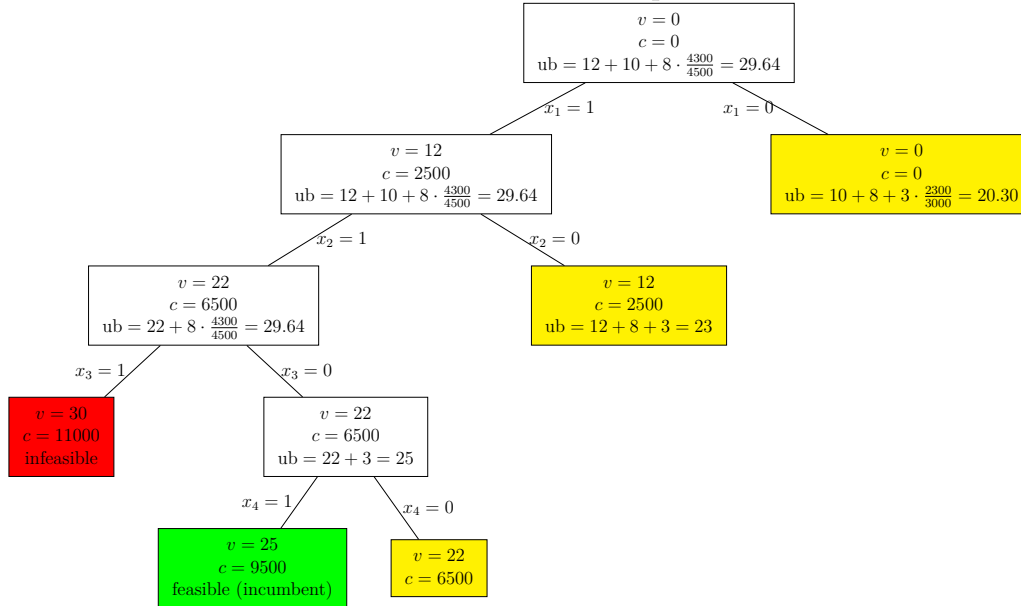 v = 0
c = 0
ub = 12 + 10 + 8 · 4300/4500 = 29.64
x₁ = 1
x₁ = 0
v = 12
c = 2500
ub = 12 + 10 + 8 · 4300/4500 = 29.64
v = 0
c = 0
ub = 10 + 8 + 3 · 2300/3000 = 20.30
x₂ = 1
x₂ = 0
v = 22
c = 6500
ub = 22 + 8 · 4300/4500 = 29.64
v = 12
c = 2500
ub = 12 + 8 + 3 = 23
x₃ = 1
x₃ = 0
v = 30
c = 11000
infeasible
v = 22
c = 6500
ub = 22 + 3 = 25
x₄ = 1
x₄ = 0
v = 25
c = 9500
feasible (incumbent)
v = 22
c = 6500